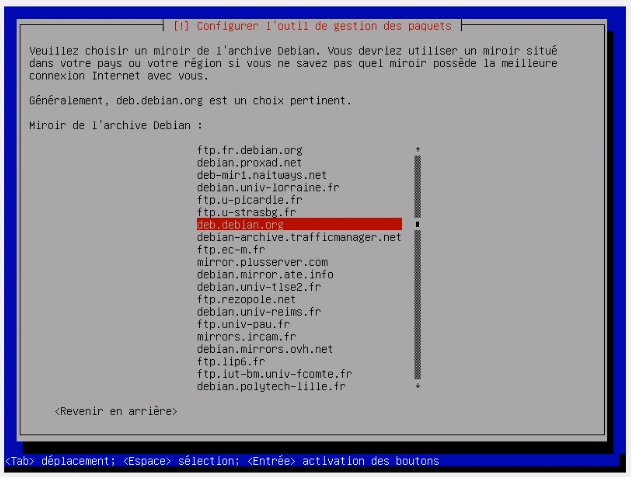 [!] Configurer l'outil de gestion des paquets
Veuillez choisir un miroir de l'archive Debian. Vous devriez utiliser un miroir situé
dans votre pays ou votre région si vous ne savez pas quel miroir possède la meilleure
connexion Internet avec vous.
Généralement, deb.debian.org est un choix pertinent.
Miroir de l'archive Debian :
ftp.fr.debian.org
debian.proxad.net
deb-mir1.naitways.net
debian.univ-lorraine.fr
ftp.u-picardie.fr
ftp.u-strasbg.fr
deb.debian.org
debian-archive.trafficmanager.net
ftp.ec-m.fr
mirror.plusserver.com
debian.mirror.ate.info
debian.univ-tlse2.fr
ftp.rezopole.net
debian.univ-reims.fr
ftp.univ-pau.fr
mirrors.ircam.fr
debian.mirrors.ovh.net
ftp.lip6.fr
ftp.iut-bm.univ-fcomte.fr
debian.polytech-lille.fr
<Revenir en arrière>
<Tab> déplacement; <Espace> sélection; <Entrée> activation des boutons